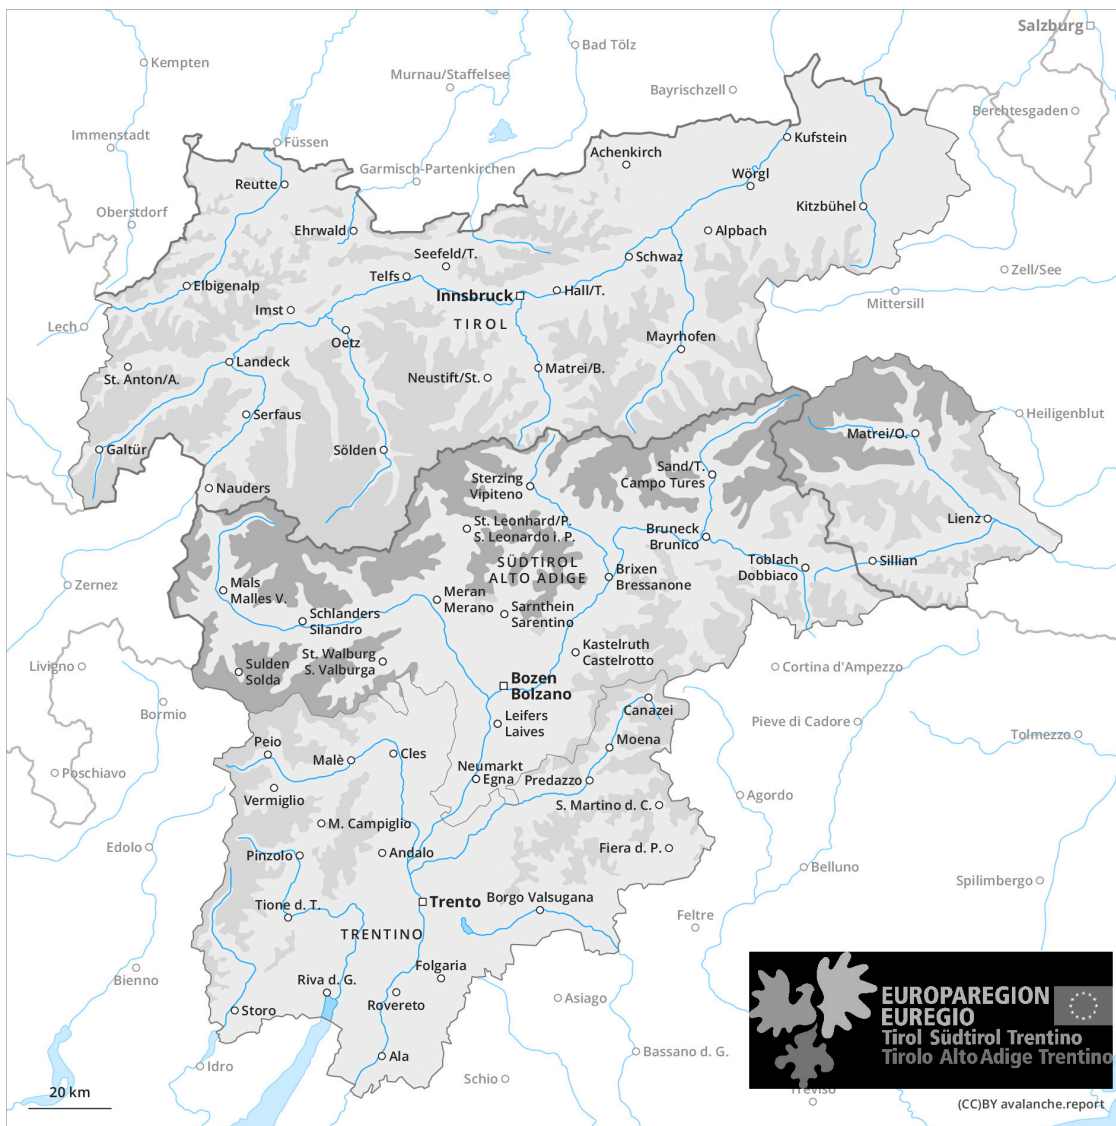 Salzburg
Bad Tölz
Kempten
Murnau/Staffelsee
Bayrischzell
Berchtesgaden
Immenstadt
Füssen
Kufstein
Achenkirch
Garmisch-Partenkirchen
Wörgl
Reutte
Oberstdorf
Kitzbühel
Ehrwald
Alpbach
Seefeld/T.
Schwaz
Telfs
Zell/See
Elbigenalp
Innsbruck
Hall/T.
Mittersill
Imst
TIROL
Lech
Oetz
Mayrhofen
Landeck
Matrei/B.
St. Anton/A.
Neustift/St.
Serfaus
Heiligenblut
Matrei/O.
Galtür
Sölden
Sand/T.
Campo Tures
Sterzing
Vipiteno
Nauders
St. Leonhard/P.
S. Leonardo i. P.
Lienz
Bruneck
Brunico
SÜDTIROL
ALTO ADIGE
Toblach
Dobbiaco
Sillian
Brixen
Bressanone
Zernez
Mals
Malles V.
Meran
Merano
Schlanders
Silandro
Sarnthein
Sarentino
Kastelruth
Castelrotto
St. Walburg
S. Valburga
Livigno
Sulden
Solda
Cortina d'Ampezzo
Bozen
Bolzano
Bormio
Canazei
Leifers
Laives
Pieve di Cadore
Tolmezzo
Moena
Peio
Malè
Cles
Neumarkt
Egna
Predazzo
Poschiavo
Vermiglio
S. Martino d. C.
Agordo
M. Campiglio
Edolo
Pinzolo
Andalo
Fiera d. P.
Belluno
Spilimbergo
Tione d. T.
Trento
Borgo Valsugana
Feltre
TRENTINO
Folgaria
Bienno
Riva d. G.
Rovereto
Asiago
Storo
EUROPAREGION
EUREGIO
Tirol Südtirol Trentino
Tirolo Alto Adige Trentino
Ala
Idro
Bassano d. G.
Schio
Treviso
20 km
(CC)BY avalanche.report